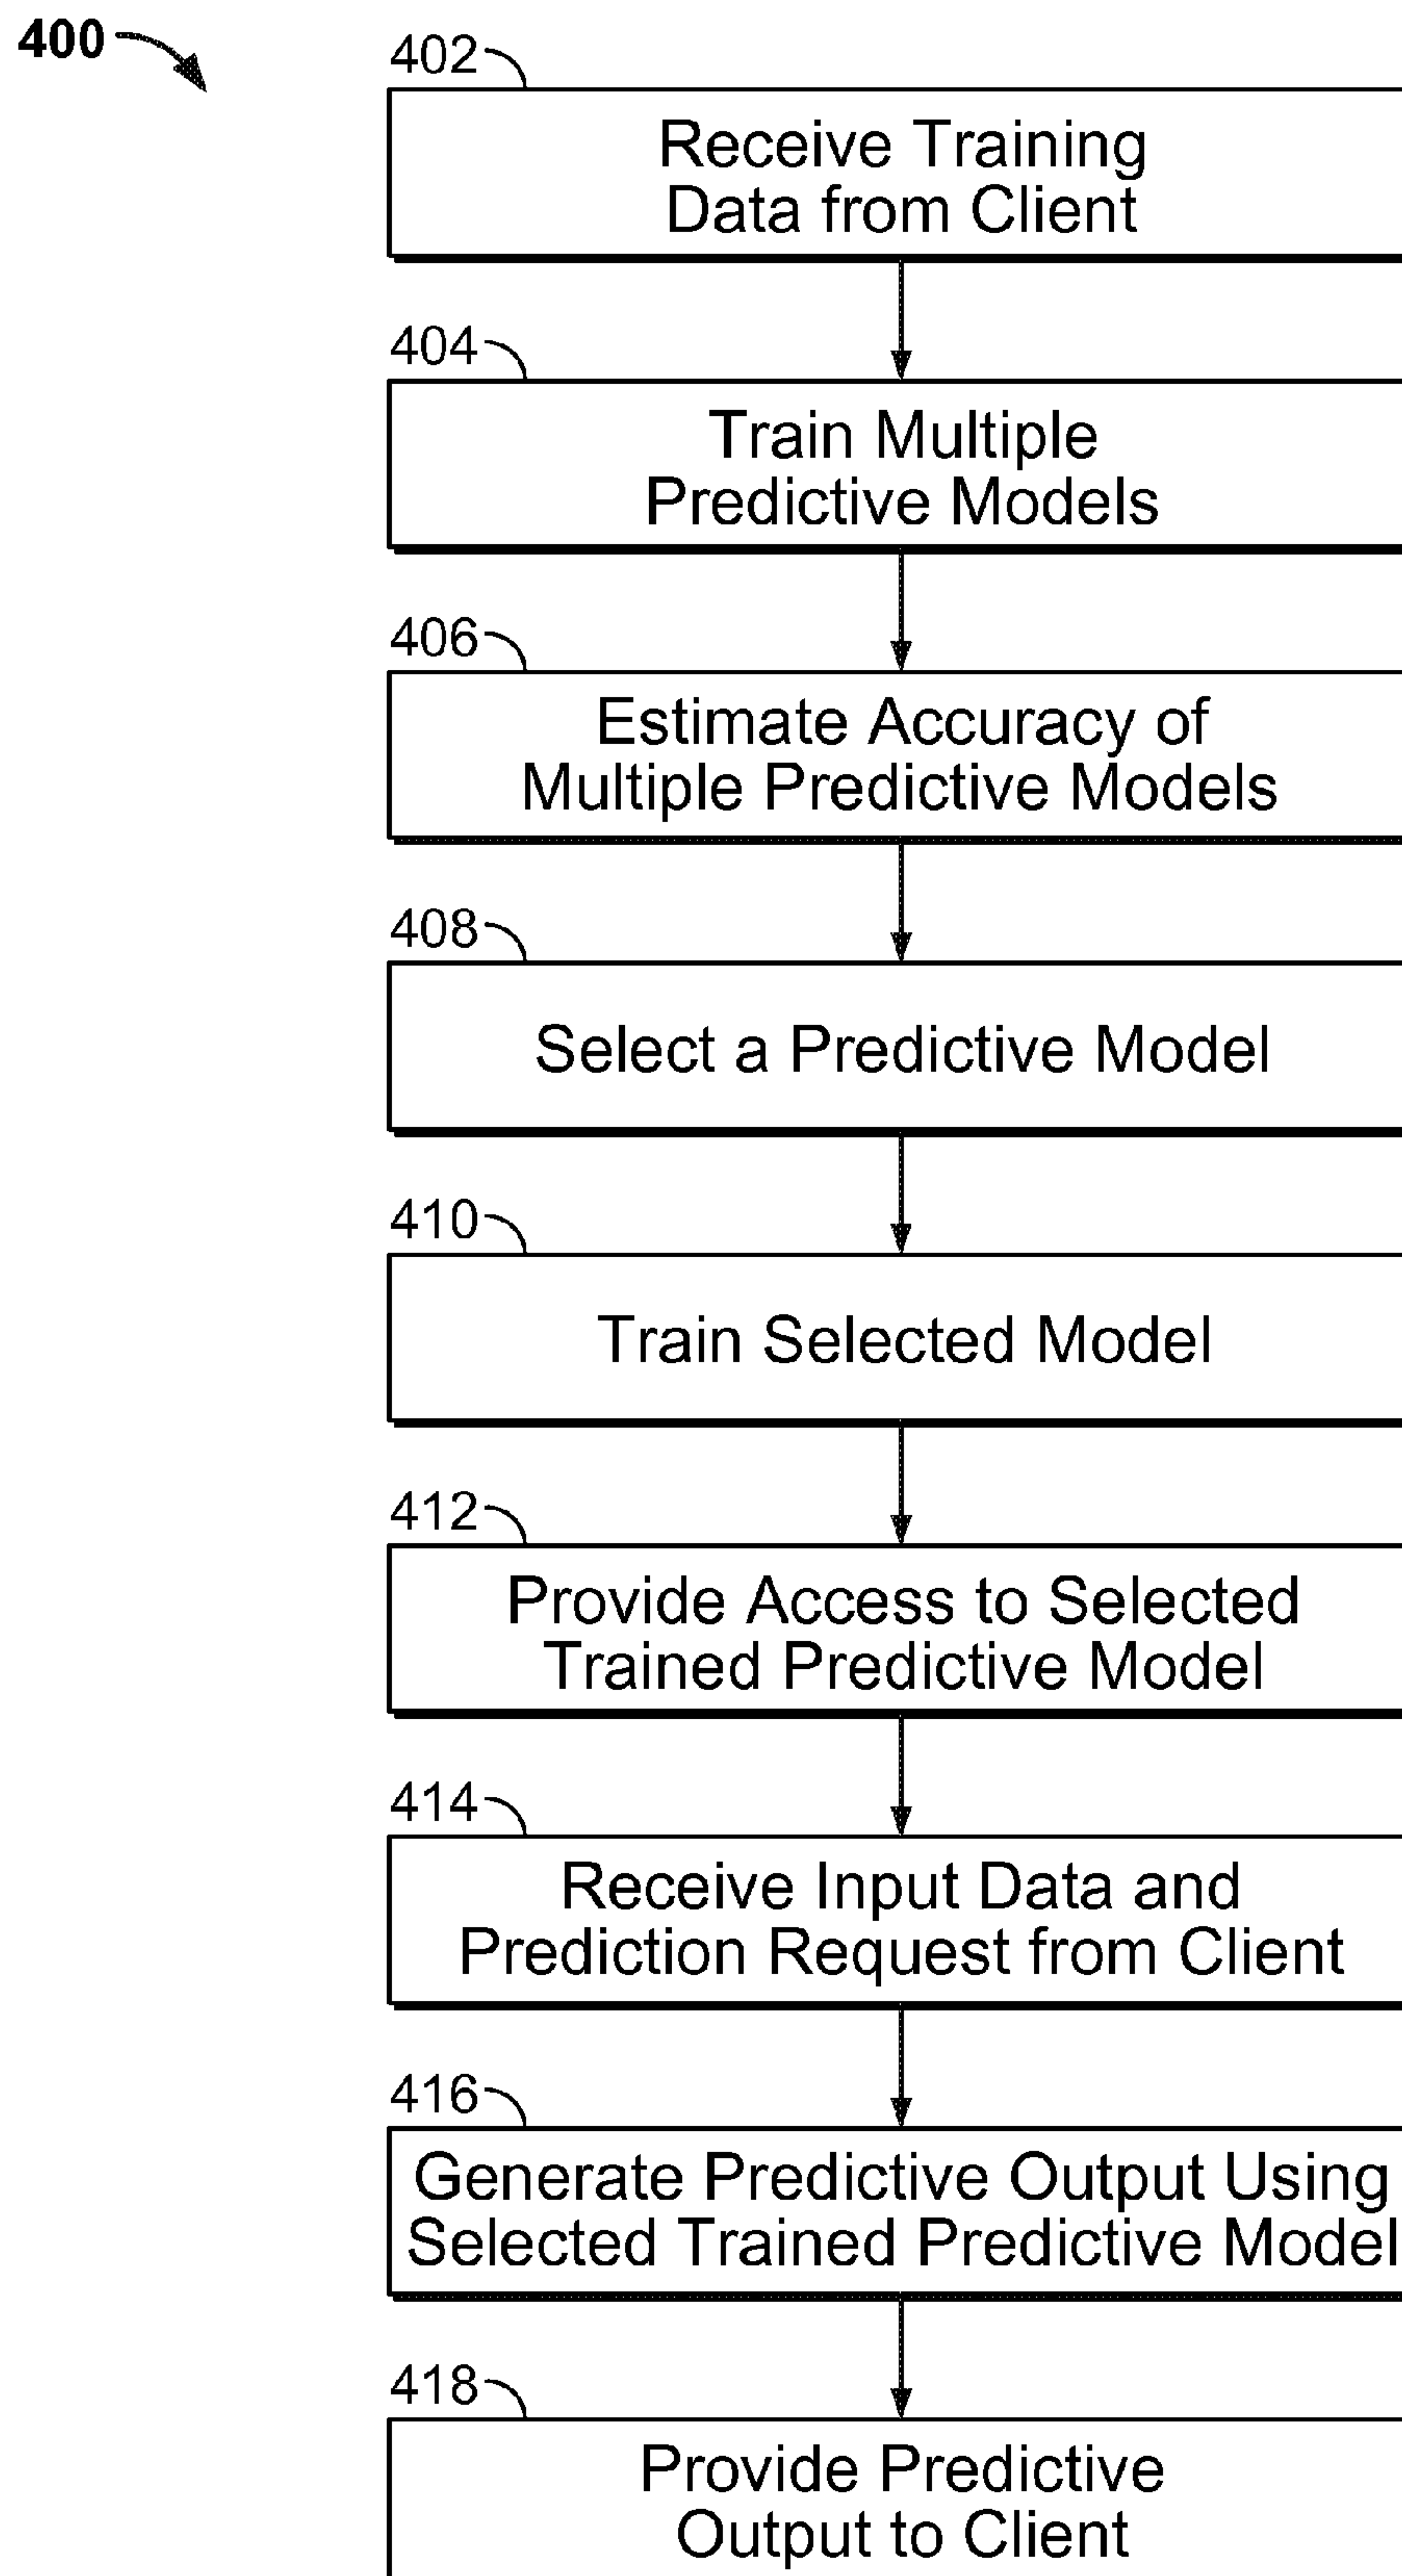 400
402
Receive Training
Data from Client
404
Train Multiple
Predictive Models
406
Estimate Accuracy of
Multiple Predictive Models
408
Select a Predictive Model
410
Train Selected Model
412
Provide Access to Selected
Trained Predictive Model
414
Receive Input Data and
Prediction Request from Client
416
Generate Predictive Output Using
Selected Trained Predictive Model
418
Provide Predictive
Output to Client